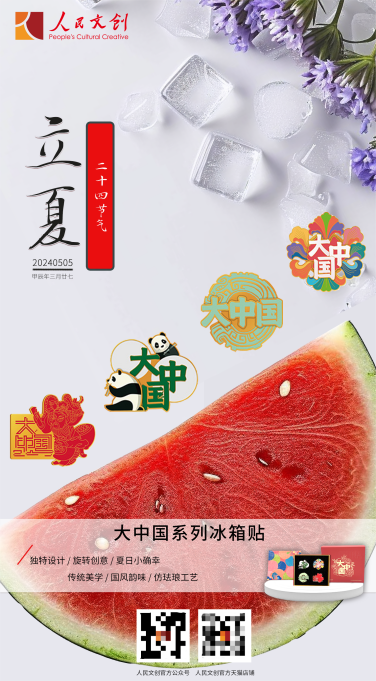 人民文创
People's Cultural Creative
立夏
二十四节气
20240505
甲辰年三月廿七
大中国
大中国
大中国
大中国
大中国系列冰箱贴
独特设计 / 旋转创意 / 夏日小确幸
传统美学 / 国风韵味 / 仿珐琅工艺
大中国
人民文创官方公众号 人民文创官方天猫店铺